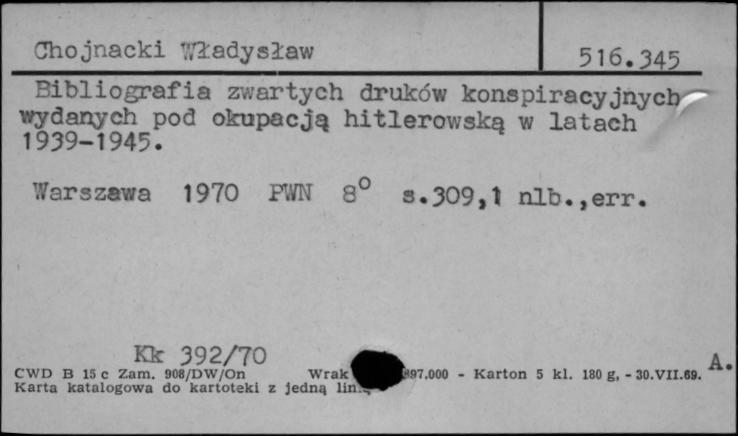 Chojnacki Władysław
516.345
Bibliografia zwartych druków konspiracyjnych
wydanych pod okupacją hitlerowską w latach
1939-1945.
Warszawa 1970 PWN 8° s.309,1 nlb.,err.
Kk 392/70
A.
CWD B 15 c Zam. 908/DW/On Wrak 897.000 - Karton 5 kl. 180 g, - 30.VII.69.
Karta katalogowa do kartoteki z jedną